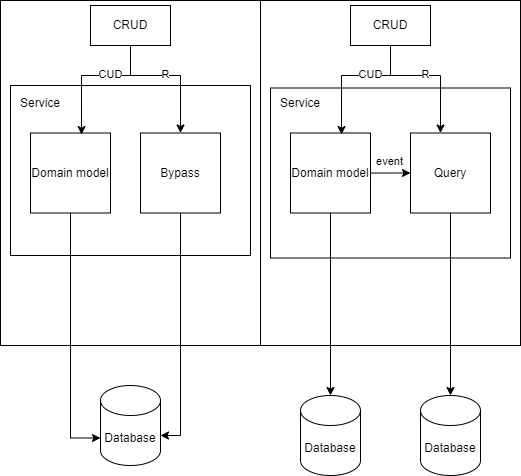 CRUD
CUD
R
Service
Domain model
Bypass
Database
CRUD
CUD
R
Service
Domain model
event
Query
Database
Database